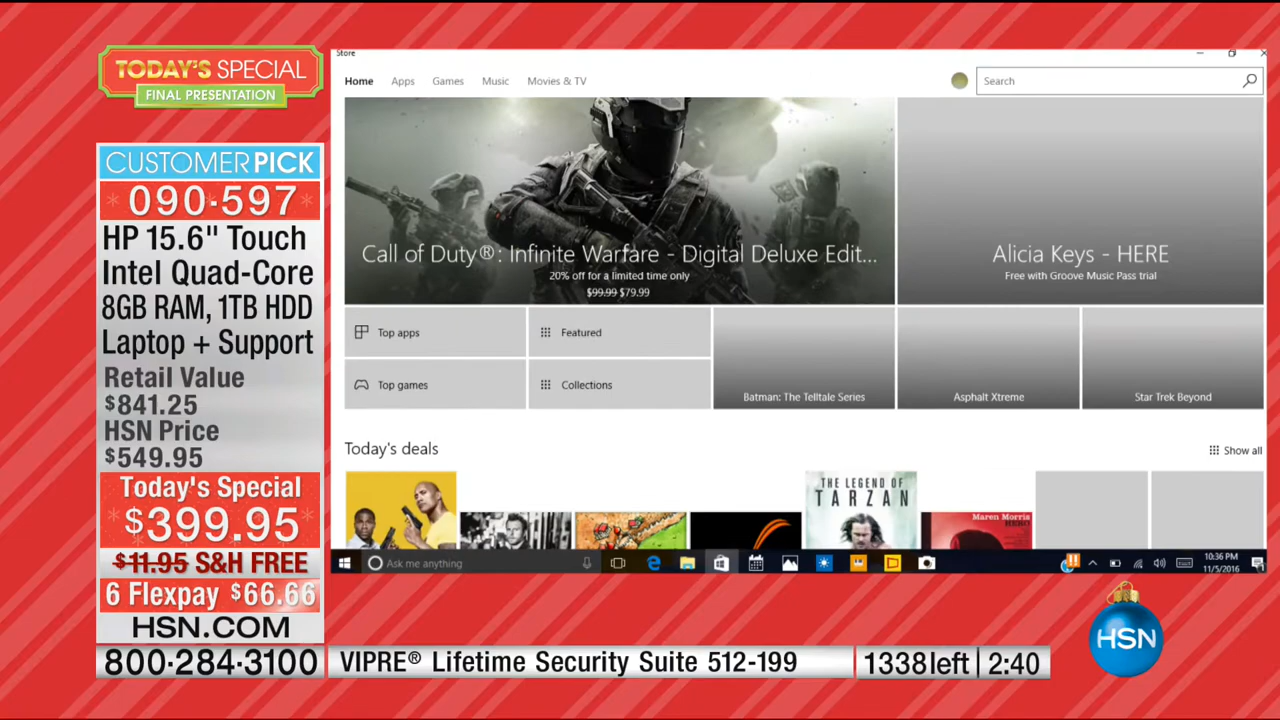 TODAY'S SPECIAL
FINAL PRESENTATION
CUSTOMER PICK
090-597
HP 15.6" Touch
Intel Quad-Core
8GB RAM, 1TB HDD
Laptop + Support
Retail Value
$841.25
HSN Price
$549.95
Today's Special
$399.95
$11.95 S&H FREE
6 Flexpay $66.66
HSN.COM
800-284-3100
Store
Home Apps Games Music Movies & TV
Search
Call of Duty®: Infinite Warfare - Digital Deluxe Edit...
20% off for a limited time only
$99.99 $79.99
Alicia Keys - HERE
Free with Groove Music Pass trial
Top apps
Featured
Top games
Collections
Batman: The Telltale Series
Asphalt Xtreme
Star Trek Beyond
Today's deals
Show all
THE LEGEND OF
TARZAN
Maren Morris
HERO
Ask me anything
10:36 PM
11/5/2016
HSN
VIPRE® Lifetime Security Suite 512-199
1338 left 2:40